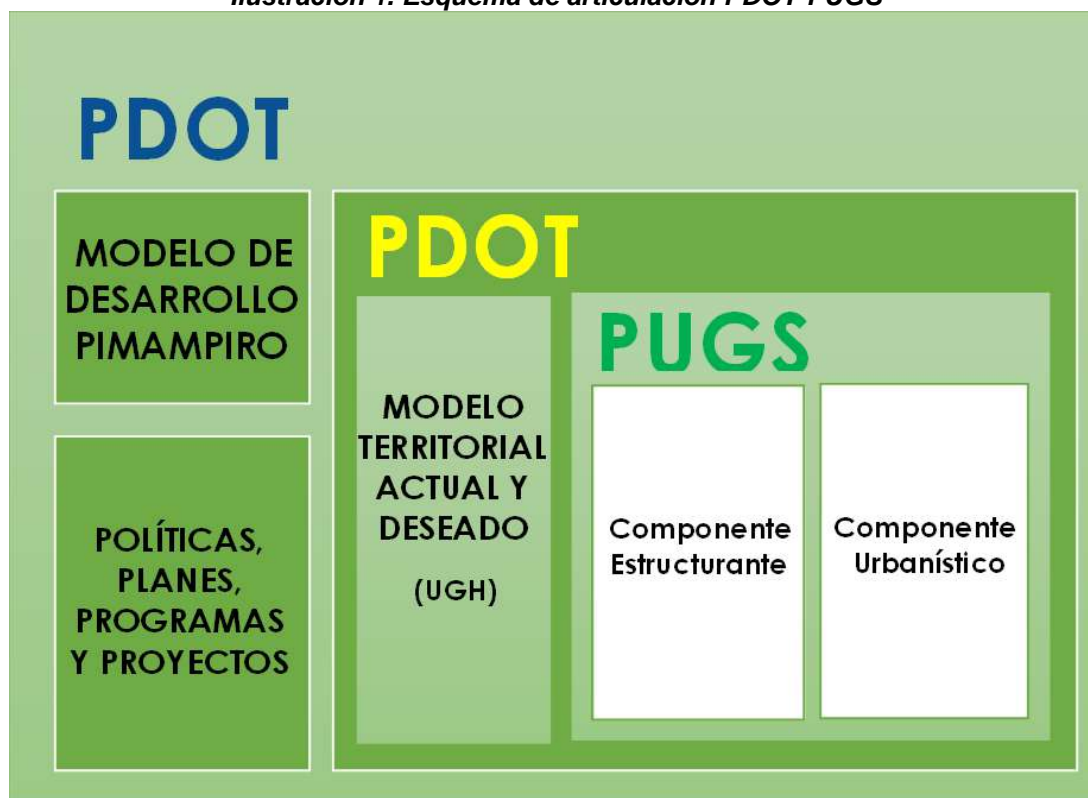 Ilustración 1. Esquema de articulación PDOT-PUGS
PDOT
MODELO DE
DESARROLLO
PIMAMPIRO
POLÍTICAS,
PLANES,
PROGRAMAS
Y PROYECTOS
PDOT
MODELO
TERRITORIAL
ACTUAL Y
DESEADO
(UGH)
PUGS
Componente
Estructurante
Componente
Urbanístico